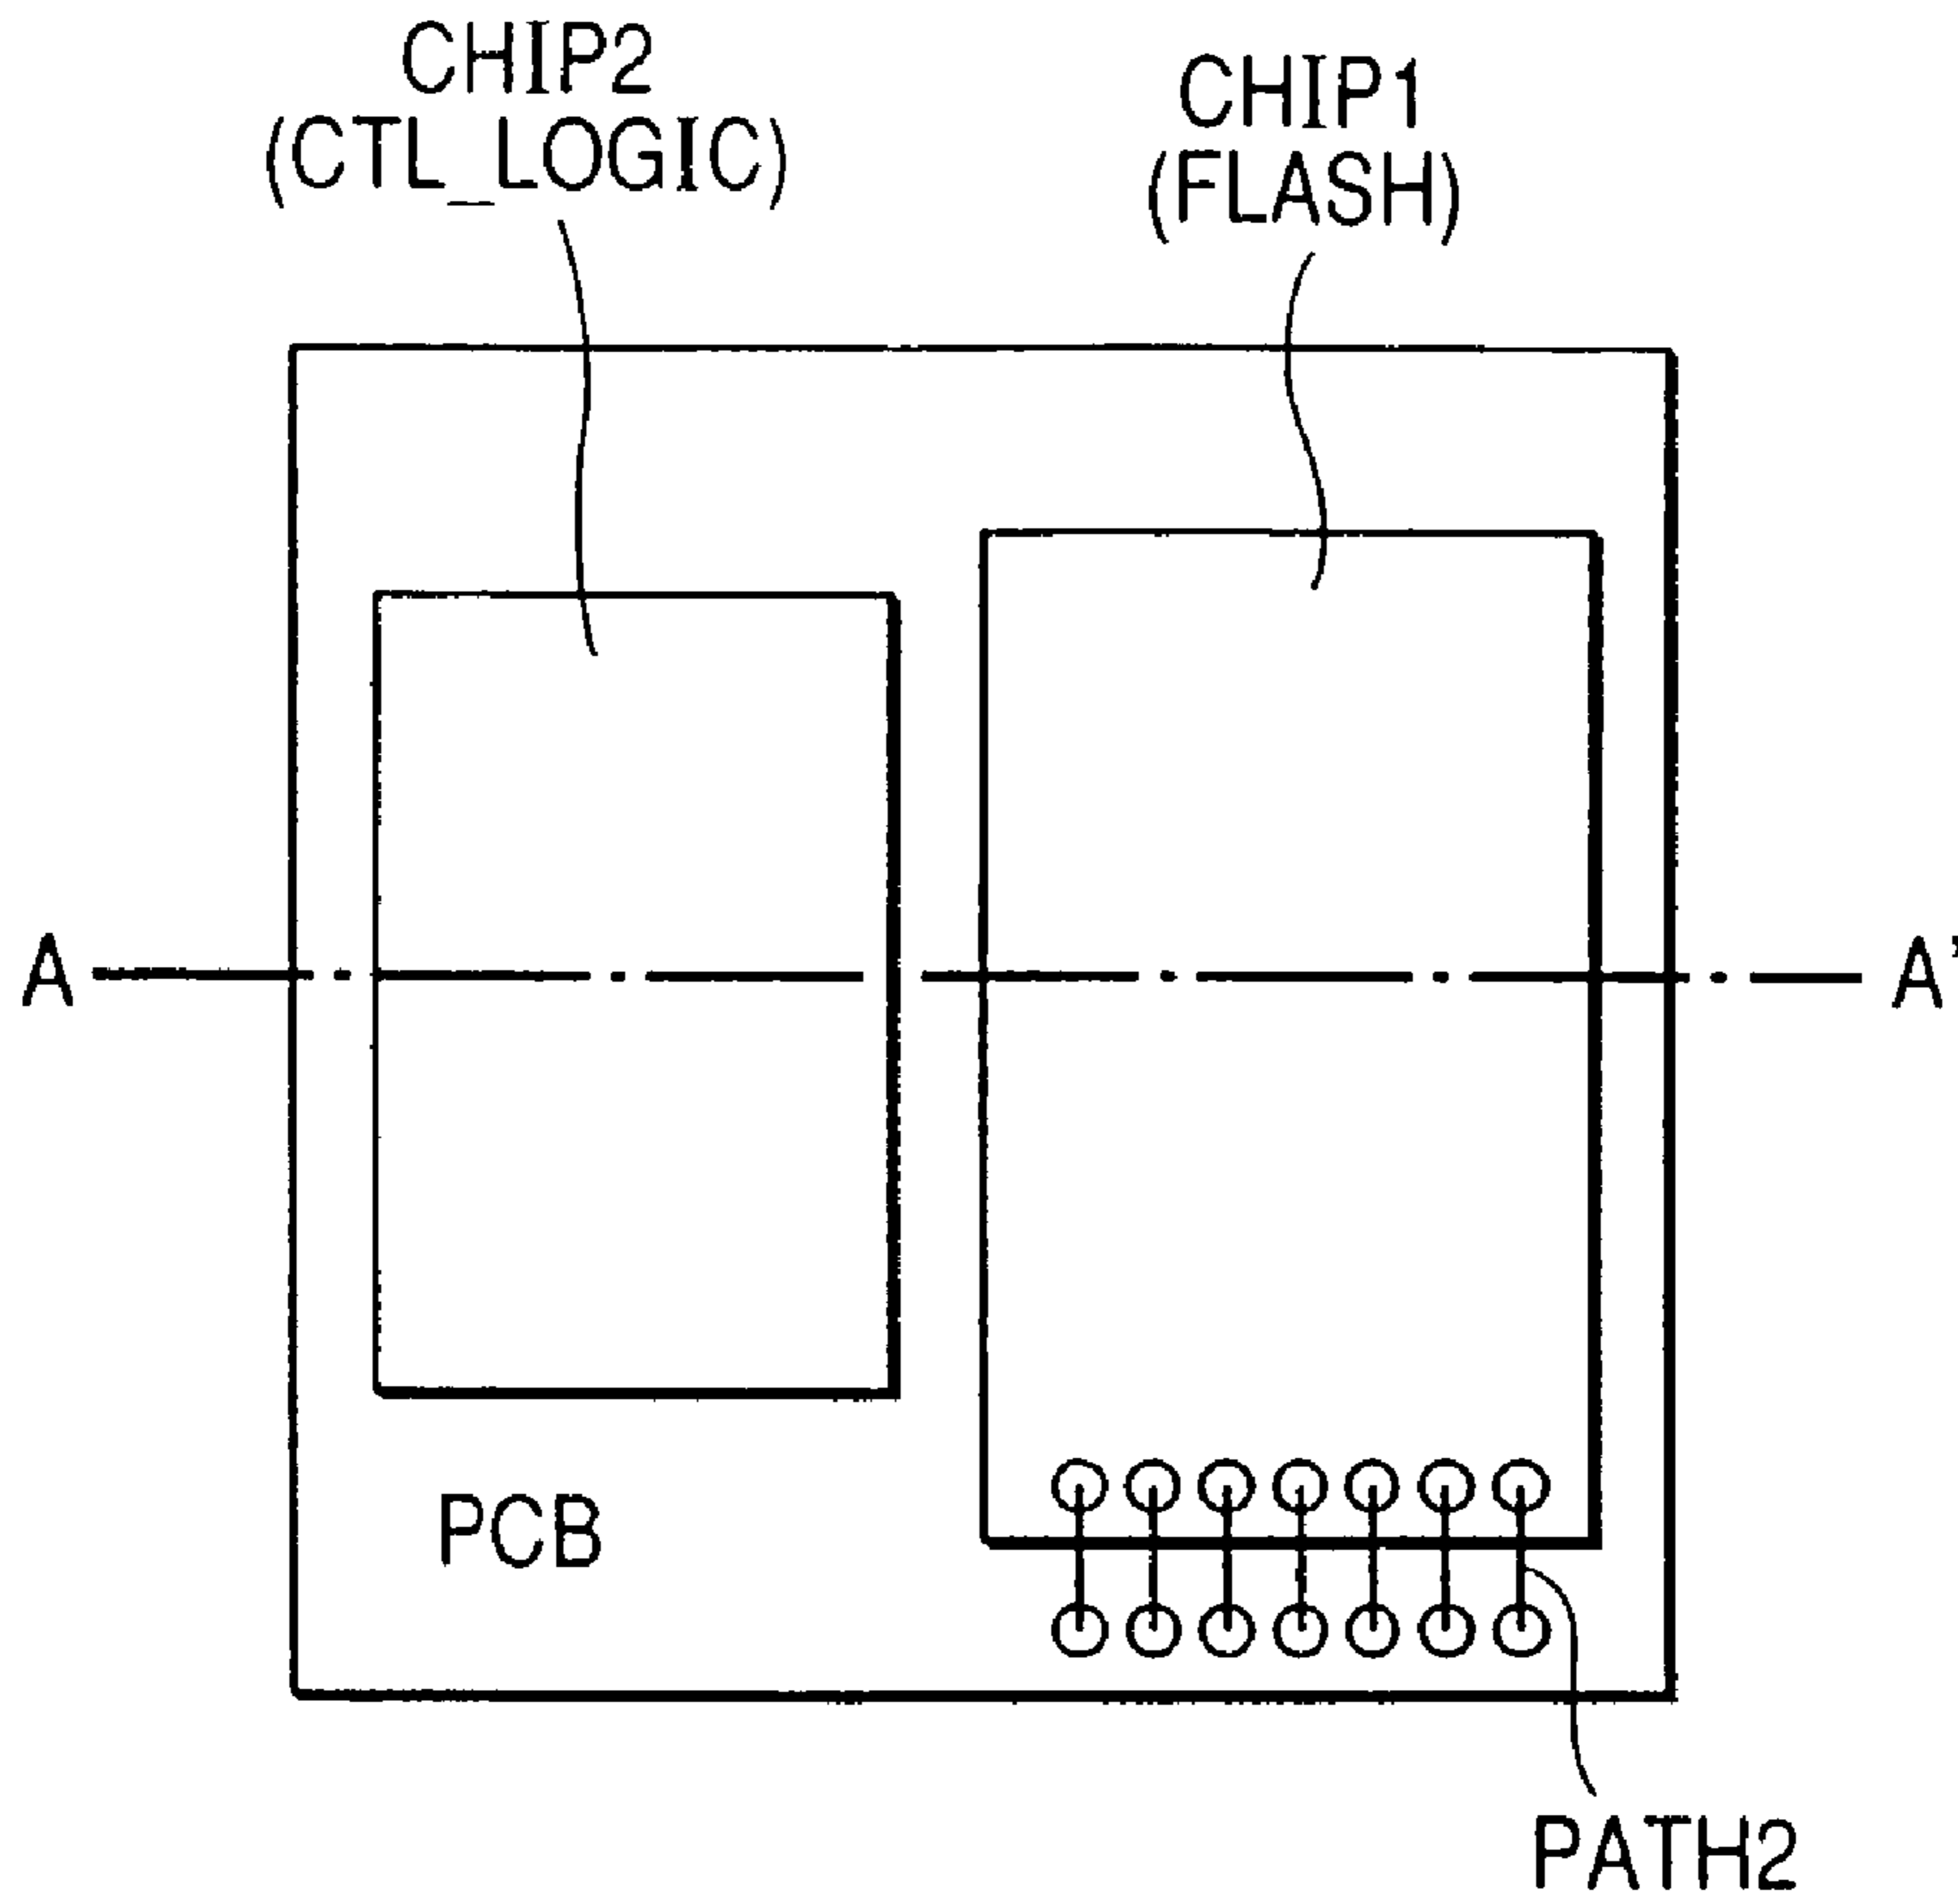 CHIP2
(CTL_LOGIC)
CHIP1
(FLASH)
A
A'
PCB
PATH2